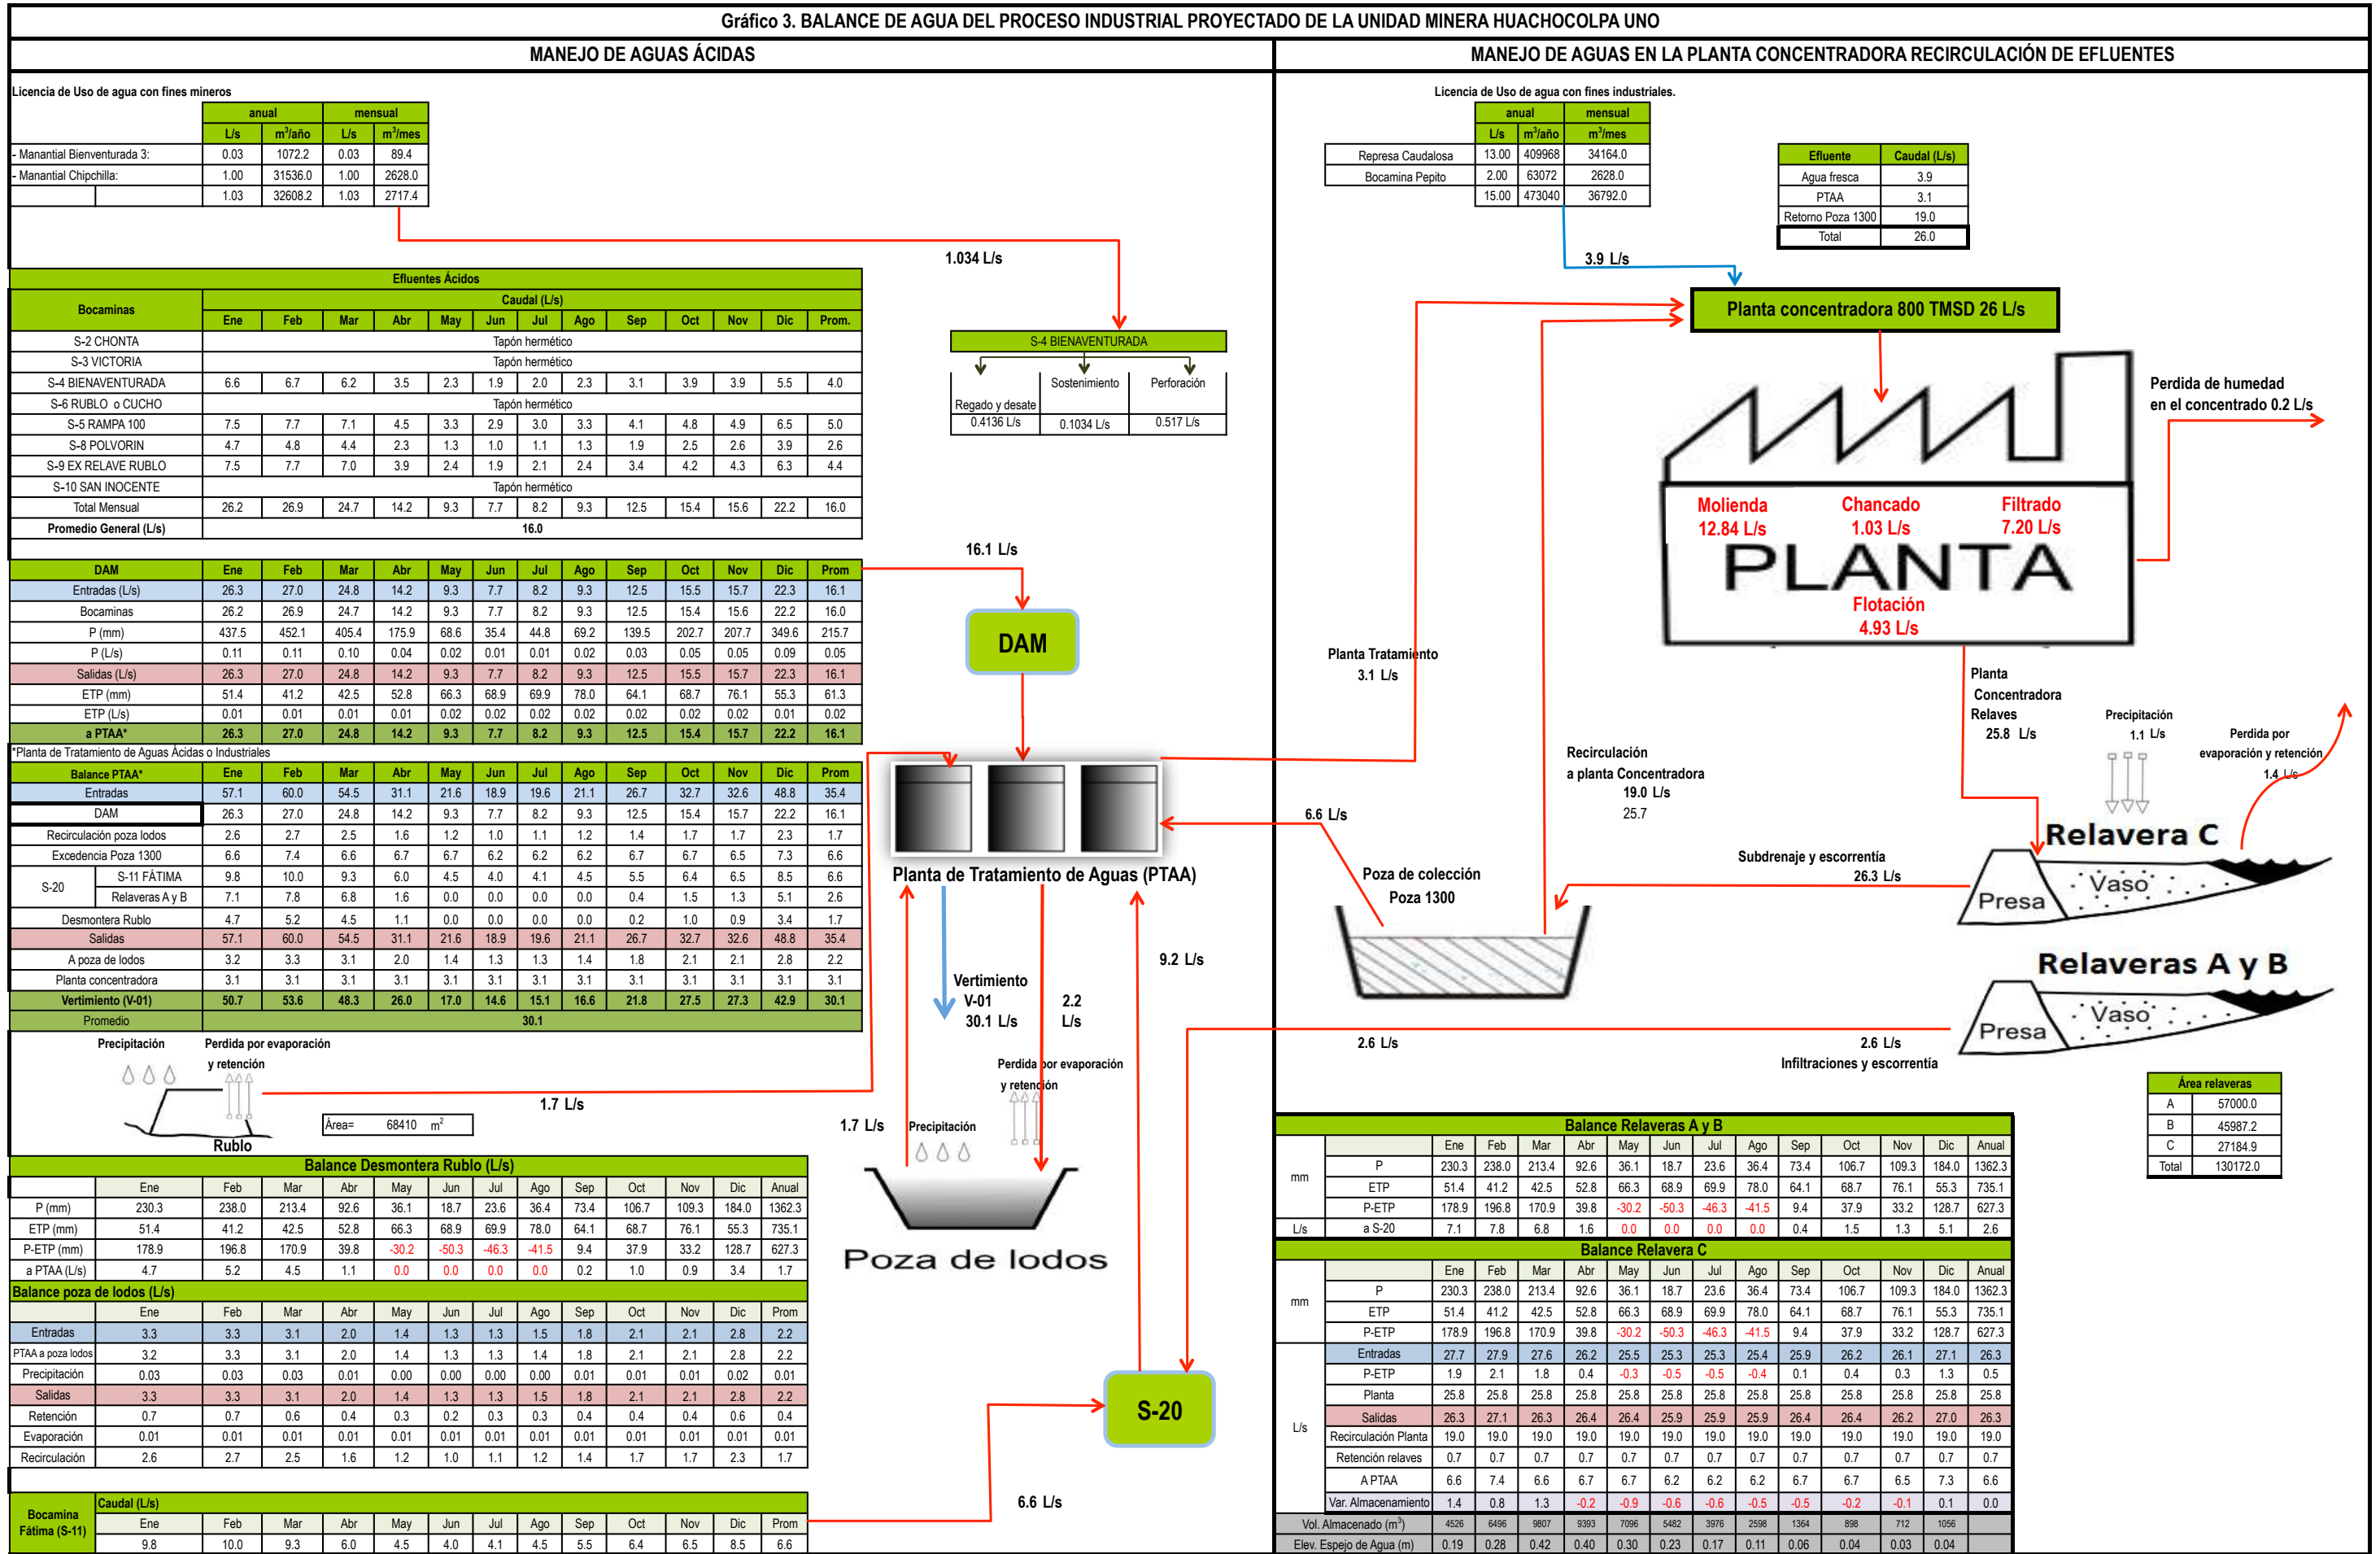 Gráfico 3. BALANCE DE AGUA DEL PROCESO INDUSTRIAL PROYECTADO DE LA UNIDAD MINERA HUACHOCOLPA UNO
MANEJO DE AGUAS ÁCIDAS
Licencia de Uso de agua con fines mineros
anual mensual
L/s m³/año L/s m³/mes
- Manantial Bienventurada 3: 0.03 1072.2 0.03 89.4
- Manantial Chipchilla: 1.00 31536.0 1.00 2628.0
1.03 32608.2 1.03 2717.4
1.034 L/s
Efluentes Ácidos
Bocaminas Caudal (L/s)
Ene Feb Mar Abr May Jun Jul Ago Sep Oct Nov Dic Prom.
S-2 CHONTA Tapón hermético
S-3 VICTORIA Tapón hermético
S-4 BIENAVENTURADA 6.6 6.7 6.2 3.5 2.3 1.9 2.0 2.3 3.1 3.9 3.9 5.5 4.0
S-6 RUBLO o CUCHO Tapón hermético
S-5 RAMPA 100 7.5 7.7 7.1 4.5 3.3 2.9 3.0 3.3 4.1 4.8 4.9 6.5 5.0
S-8 POLVORIN 4.7 4.8 4.4 2.3 1.3 1.0 1.1 1.3 1.9 2.5 2.6 3.9 2.6
S-9 EX RELAVE RUBLO 7.5 7.7 7.0 3.9 2.4 1.9 2.1 2.4 3.4 4.2 4.3 6.3 4.4
S-10 SAN INOCENTE Tapón hermético
Total Mensual 26.2 26.9 24.7 14.2 9.3 7.7 8.2 9.3 12.5 15.4 15.6 22.2 16.0
Promedio General (L/s) 16.0
S-4 BIENAVENTURADA
Regado y desate Sostenimiento Perforación
0.4136 L/s 0.1034 L/s 0.517 L/s
16.1 L/s
DAM Ene Feb Mar Abr May Jun Jul Ago Sep Oct Nov Dic Prom
Entradas (L/s) 26.3 27.0 24.8 14.2 9.3 7.7 8.2 9.3 12.5 15.5 15.7 22.3 16.1
Bocaminas 26.2 26.9 24.7 14.2 9.3 7.7 8.2 9.3 12.5 15.4 15.6 22.2 16.0
P (mm) 437.5 452.1 405.4 175.9 68.6 35.4 44.8 69.2 139.5 202.7 207.7 349.6 215.7
P (L/s) 0.11 0.11 0.10 0.04 0.02 0.01 0.01 0.02 0.03 0.05 0.05 0.09 0.05
Salidas (L/s) 26.3 27.0 24.8 14.2 9.3 7.7 8.2 9.3 12.5 15.5 15.7 22.3 16.1
ETP (mm) 51.4 41.2 42.5 52.8 66.3 68.9 69.9 78.0 64.1 68.7 76.1 55.3 61.3
ETP (L/s) 0.01 0.01 0.01 0.01 0.02 0.02 0.02 0.02 0.02 0.02 0.02 0.01 0.02
a PTAA* 26.3 27.0 24.8 14.2 9.3 7.7 8.2 9.3 12.5 15.4 15.7 22.2 16.1
*Planta de Tratamiento de Aguas Ácidas o Industriales
DAM
Balance PTAA* Ene Feb Mar Abr May Jun Jul Ago Sep Oct Nov Dic Prom
Entradas 57.1 60.0 54.5 31.1 21.6 18.9 19.6 21.1 26.7 32.7 32.6 48.8 35.4
DAM 26.3 27.0 24.8 14.2 9.3 7.7 8.2 9.3 12.5 15.4 15.7 22.2 16.1
Recirculación poza lodos 2.6 2.7 2.5 1.6 1.2 1.0 1.1 1.2 1.4 1.7 1.7 2.3 1.7
Excedencia Poza 1300 6.6 7.4 6.6 6.7 6.7 6.2 6.2 6.2 6.7 6.7 6.5 7.3 6.6
S-20 S-11 FÁTIMA 9.8 10.0 9.3 6.0 4.5 4.0 4.1 4.5 5.5 6.4 6.5 8.5 6.6
Relaveras A y B 7.1 7.8 6.8 1.6 0.0 0.0 0.0 0.0 0.4 1.5 1.3 5.1 2.6
Desmontera Rublo 4.7 5.2 4.5 1.1 0.0 0.0 0.0 0.0 0.2 1.0 0.9 3.4 1.7
Salidas 57.1 60.0 54.5 31.1 21.6 18.9 19.6 21.1 26.7 32.7 32.6 48.8 35.4
A poza de lodos 3.2 3.3 3.1 2.0 1.4 1.3 1.3 1.4 1.8 2.1 2.1 2.8 2.2
Planta concentradora 3.1 3.1 3.1 3.1 3.1 3.1 3.1 3.1 3.1 3.1 3.1 3.1 3.1
Vertimiento (V-01) 50.7 53.6 48.3 26.0 17.0 14.6 15.1 16.6 21.8 27.5 27.3 42.9 30.1
Promedio 30.1
Planta de Tratamiento de Aguas (PTAA)
Vertimiento
V-01
30.1 L/s
2.2
L/s
9.2 L/s
Precipitación
Perdida por evaporación
y retención
Rublo
1.7 L/s
Área= 68410 m²
1.7 L/s
Precipitación
Perdida por evaporación
y retención
Poza de lodos
Balance Desmontera Rublo (L/s)
Ene Feb Mar Abr May Jun Jul Ago Sep Oct Nov Dic Anual
P (mm) 230.3 238.0 213.4 92.6 36.1 18.7 23.6 36.4 73.4 106.7 109.3 184.0 1362.3
ETP (mm) 51.4 41.2 42.5 52.8 66.3 68.9 69.9 78.0 64.1 68.7 76.1 55.3 735.1
P-ETP (mm) 178.9 196.8 170.9 39.8 -30.2 -50.3 -46.3 -41.5 9.4 37.9 33.2 128.7 627.3
a PTAA (L/s) 4.7 5.2 4.5 1.1 0.0 0.0 0.0 0.0 0.2 1.0 0.9 3.4 1.7
Balance poza de lodos (L/s)
Ene Feb Mar Abr May Jun Jul Ago Sep Oct Nov Dic Prom
Entradas 3.3 3.3 3.1 2.0 1.4 1.3 1.3 1.5 1.8 2.1 2.1 2.8 2.2
PTAA a poza lodos 3.2 3.3 3.1 2.0 1.4 1.3 1.3 1.4 1.8 2.1 2.1 2.8 2.2
Precipitación 0.03 0.03 0.03 0.01 0.00 0.00 0.00 0.00 0.01 0.01 0.01 0.02 0.01
Salidas 3.3 3.3 3.1 2.0 1.4 1.3 1.3 1.5 1.8 2.1 2.1 2.8 2.2
Retención 0.7 0.7 0.6 0.4 0.3 0.2 0.3 0.3 0.4 0.4 0.4 0.6 0.4
Evaporación 0.01 0.01 0.01 0.01 0.01 0.01 0.01 0.01 0.01 0.01 0.01 0.01 0.01
Recirculación 2.6 2.7 2.5 1.6 1.2 1.0 1.1 1.2 1.4 1.7 1.7 2.3 1.7
Bocamina Fátima (S-11) Caudal (L/s)
Ene Feb Mar Abr May Jun Jul Ago Sep Oct Nov Dic Prom
9.8 10.0 9.3 6.0 4.5 4.0 4.1 4.5 5.5 6.4 6.5 8.5 6.6
6.6 L/s
S-20
MANEJO DE AGUAS EN LA PLANTA CONCENTRADORA RECIRCULACIÓN DE EFLUENTES
Licencia de Uso de agua con fines industriales.
anual mensual
L/s m³/año m³/mes
Represa Caudalosa 13.00 409968 34164.0
Bocamina Pepito 2.00 63072 2628.0
15.00 473040 36792.0
Efluente Caudal (L/s)
Agua fresca 3.9
PTAA 3.1
Retorno Poza 1300 19.0
Total 26.0
3.9 L/s
Planta concentradora 800 TMSD 26 L/s
Perdida de humedad
en el concentrado 0.2 L/s
Molienda Chancado Filtrado
12.84 L/s 1.03 L/s 7.20 L/s
PLANTA
Flotación
4.93 L/s
Planta Tratamiento
3.1 L/s
Planta
Concentradora
Relaves
25.8 L/s
Precipitación
1.1 L/s
Perdida por
evaporación y retención
1.4 L/s
Recirculación
a planta Concentradora
19.0 L/s
25.7
6.6 L/s
Relavera C
Presa
Vaso
Subdrenaje y escorrentía
26.3 L/s
Poza de colección
Poza 1300
Relaveras A y B
Presa
Vaso
2.6 L/s
2.6 L/s
Infiltraciones y escorrentía
Área relaveras
A 57000.0
B 45987.2
C 27184.9
Total 130172.0
Balance Relaveras A y B
Ene Feb Mar Abr May Jun Jul Ago Sep Oct Nov Dic Anual
mm P 230.3 238.0 213.4 92.6 36.1 18.7 23.6 36.4 73.4 106.7 109.3 184.0 1362.3
ETP 51.4 41.2 42.5 52.8 66.3 68.9 69.9 78.0 64.1 68.7 76.1 55.3 735.1
P-ETP 178.9 196.8 170.9 39.8 -30.2 -50.3 -46.3 -41.5 9.4 37.9 33.2 128.7 627.3
L/s a S-20 7.1 7.8 6.8 1.6 0.0 0.0 0.0 0.0 0.4 1.5 1.3 5.1 2.6
Balance Relavera C
Ene Feb Mar Abr May Jun Jul Ago Sep Oct Nov Dic Anual
mm P 230.3 238.0 213.4 92.6 36.1 18.7 23.6 36.4 73.4 106.7 109.3 184.0 1362.3
ETP 51.4 41.2 42.5 52.8 66.3 68.9 69.9 78.0 64.1 68.7 76.1 55.3 735.1
P-ETP 178.9 196.8 170.9 39.8 -30.2 -50.3 -46.3 -41.5 9.4 37.9 33.2 128.7 627.3
L/s Entradas 27.7 27.9 27.6 26.2 25.5 25.3 25.3 25.4 25.9 26.2 26.1 27.1 26.3
P-ETP 1.9 2.1 1.8 0.4 -0.3 -0.5 -0.5 -0.4 0.1 0.4 0.3 1.3 0.5
Planta 25.8 25.8 25.8 25.8 25.8 25.8 25.8 25.8 25.8 25.8 25.8 25.8 25.8
Salidas 26.3 27.1 26.3 26.4 26.4 25.9 25.9 25.9 26.4 26.4 26.2 27.0 26.3
Recirculación Planta 19.0 19.0 19.0 19.0 19.0 19.0 19.0 19.0 19.0 19.0 19.0 19.0 19.0
Retención relaves 0.7 0.7 0.7 0.7 0.7 0.7 0.7 0.7 0.7 0.7 0.7 0.7 0.7
A PTAA 6.6 7.4 6.6 6.7 6.7 6.2 6.2 6.2 6.7 6.7 6.5 7.3 6.6
Var. Almacenamiento 1.4 0.8 1.3 -0.2 -0.9 -0.6 -0.6 -0.5 -0.5 -0.2 -0.1 0.1 0.0
Vol. Almacenado (m³) 4526 6496 9807 9393 7096 5482 3976 2598 1364 898 712 1056
Elev. Espejo de Agua (m) 0.19 0.28 0.42 0.40 0.30 0.23 0.17 0.11 0.06 0.04 0.03 0.04